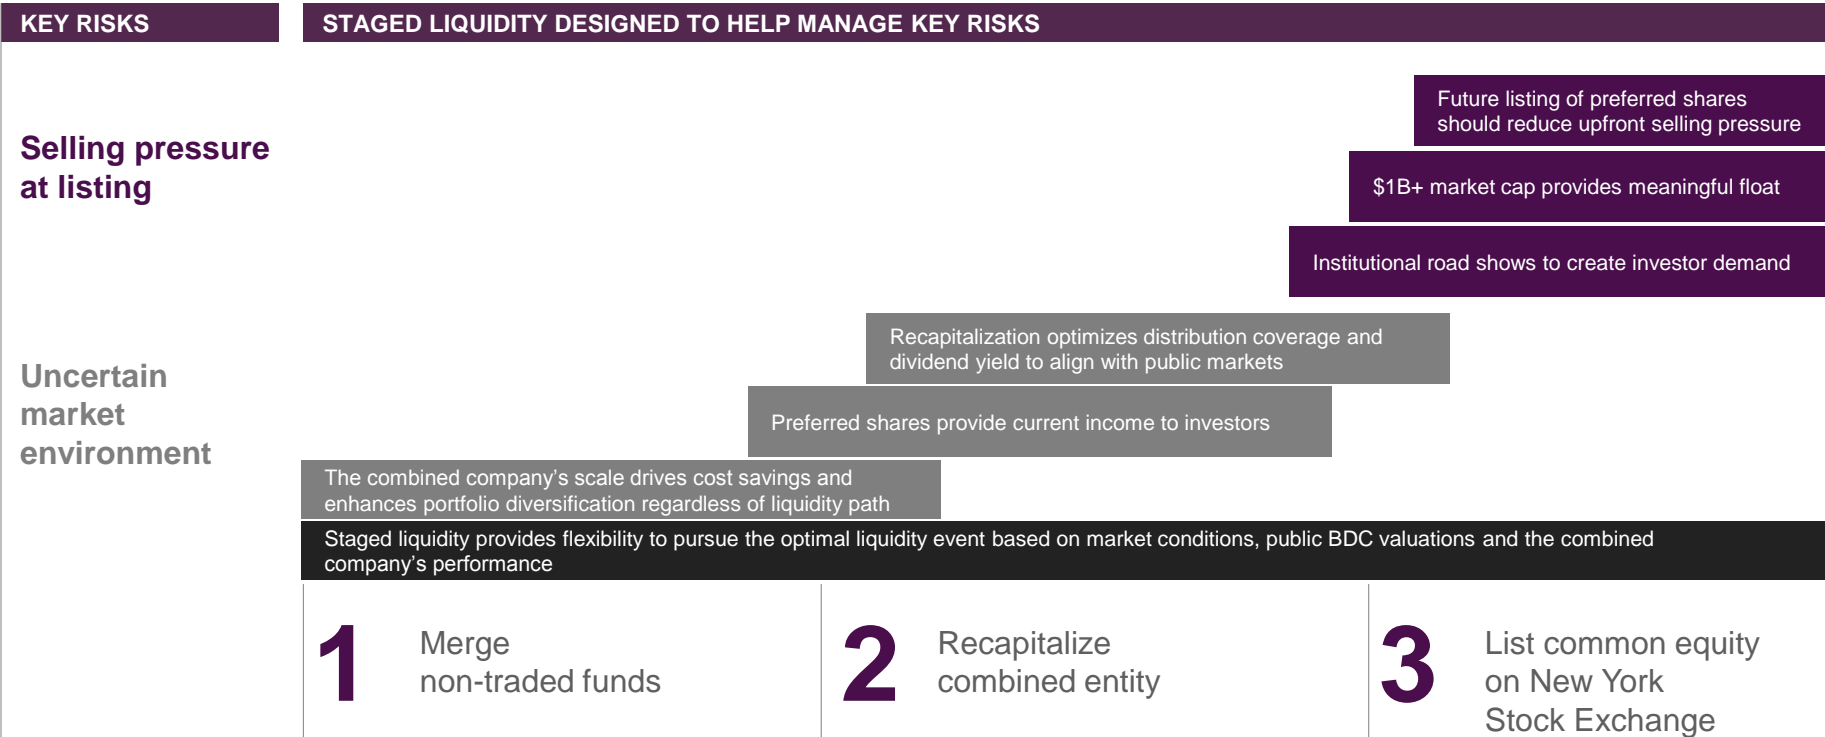 KEY RISKS
STAGED LIQUIDITY DESIGNED TO HELP MANAGE KEY RISKS
Selling pressure
at listing
Future listing of preferred shares
should reduce upfront selling pressure
$1B+ market cap provides meaningful float
Institutional road shows to create investor demand
Uncertain
market
environment
Recapitalization optimizes distribution coverage and
dividend yield to align with public markets
Preferred shares provide current income to investors
The combined company’s scale drives cost savings and
enhances portfolio diversification regardless of liquidity path
Staged liquidity provides flexibility to pursue the optimal liquidity event based on market conditions, public BDC valuations and the combined
company’s performance
1
Merge
non-traded funds
2
Recapitalize
combined entity
3
List common equity
on New York
Stock Exchange